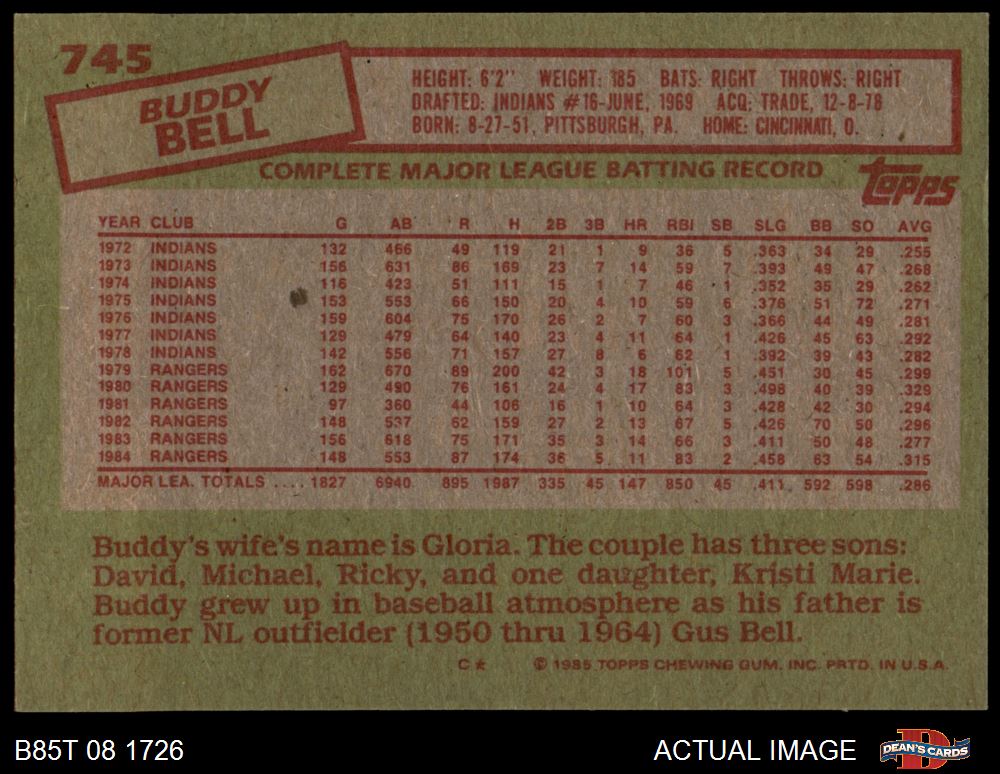 745
BUDDY
BELL
HEIGHT: 6'2" WEIGHT: 185 BATS: RIGHT THROWS: RIGHT
DRAFTED: INDIANS #16-JUNE, 1969 ACQ: TRADE, 12-8-78
BORN: 8-27-51, PITTSBURGH, PA. HOME: CINCINNATI, O.
COMPLETE MAJOR LEAGUE BATTING RECORD
topps
YEAR CLUB G AB R H 2B 3B HR RBI SB SLG BB SO AVG
1972 INDIANS 132 466 49 119 21 1 9 36 5 .363 34 29 .255
1973 INDIANS 156 631 86 169 23 7 14 59 7 .393 49 47 .268
1974 INDIANS 116 423 51 111 15 1 7 46 1 .352 35 29 .262
1975 INDIANS 153 553 66 150 20 4 10 59 6 .376 51 72 .271
1976 INDIANS 159 604 75 170 26 2 7 60 3 .366 44 49 .281
1977 INDIANS 129 479 64 140 23 4 11 64 1 .426 45 63 .292
1978 INDIANS 142 556 71 157 27 8 6 62 1 .392 39 43 .282
1979 RANGERS 162 670 89 200 42 3 18 101 5 .451 30 45 .299
1980 RANGERS 129 490 76 161 24 4 17 83 3 .498 40 39 .329
1981 RANGERS 97 360 44 106 16 1 10 64 3 .428 42 30 .294
1982 RANGERS 148 537 62 159 27 2 13 67 5 .426 70 50 .296
1983 RANGERS 156 618 75 171 35 3 14 66 3 .411 50 48 .277
1984 RANGERS 148 553 87 174 36 5 11 83 2 .458 63 54 .315
MAJOR LEA. TOTALS .... 1827 6940 895 1987 335 45 147 850 45 .411 592 598 .286
Buddy's wife's name is Gloria. The couple has three sons:
David, Michael, Ricky, and one daughter, Kristi Marie.
Buddy grew up in baseball atmosphere as his father is
former NL outfielder (1950 thru 1964) Gus Bell.
C★ © 1985 TOPPS CHEWING GUM, INC. PRTD. IN U.S.A.
B85T 08 1726 ACTUAL IMAGE DEAN'S CARDS